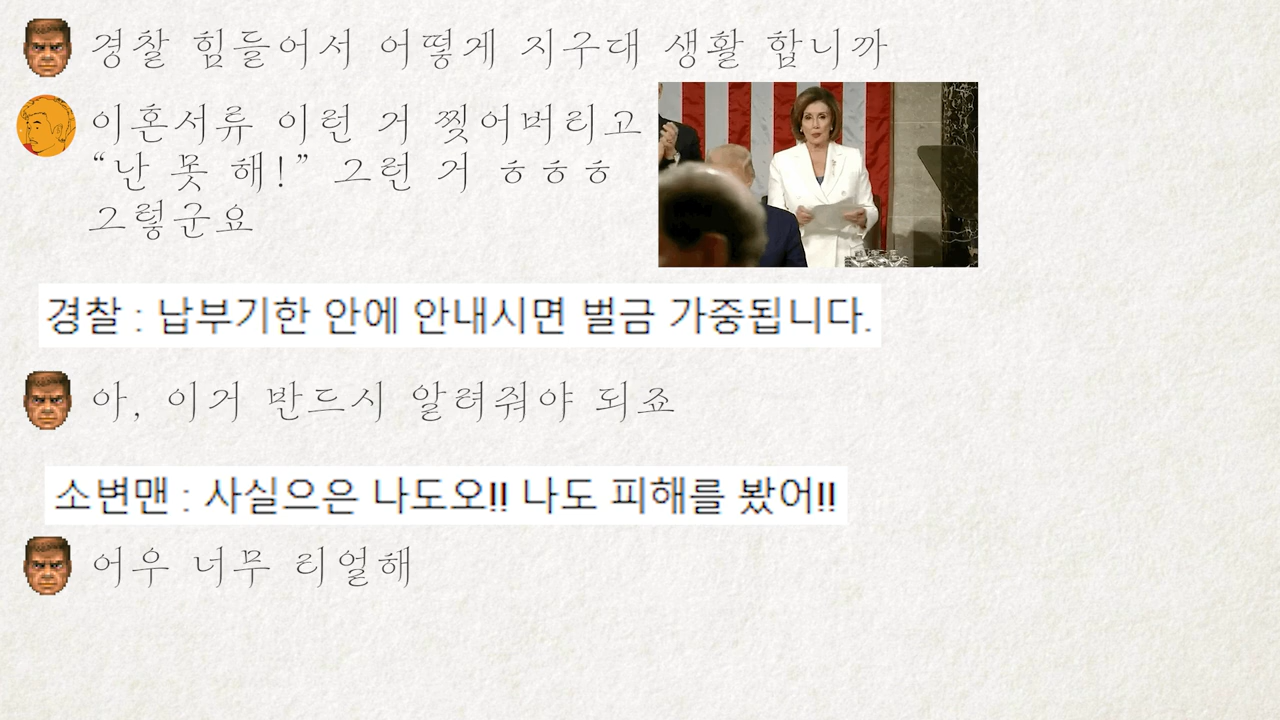 경찰 힘들어서 어떻게 지구대 생활 합니까
이혼서류 이런 거 찢어버리고
“난 못 해!” 그런 거 ㅎㅎㅎ
그렇군요
경찰 : 납부기한 안에 안내시면 벌금 가중됩니다.
아, 이거 반드시 알려줘야 되죠
소변맨 : 사실으은 나도오!! 나도 피해를 봤어!!
어우 너무 리얼해